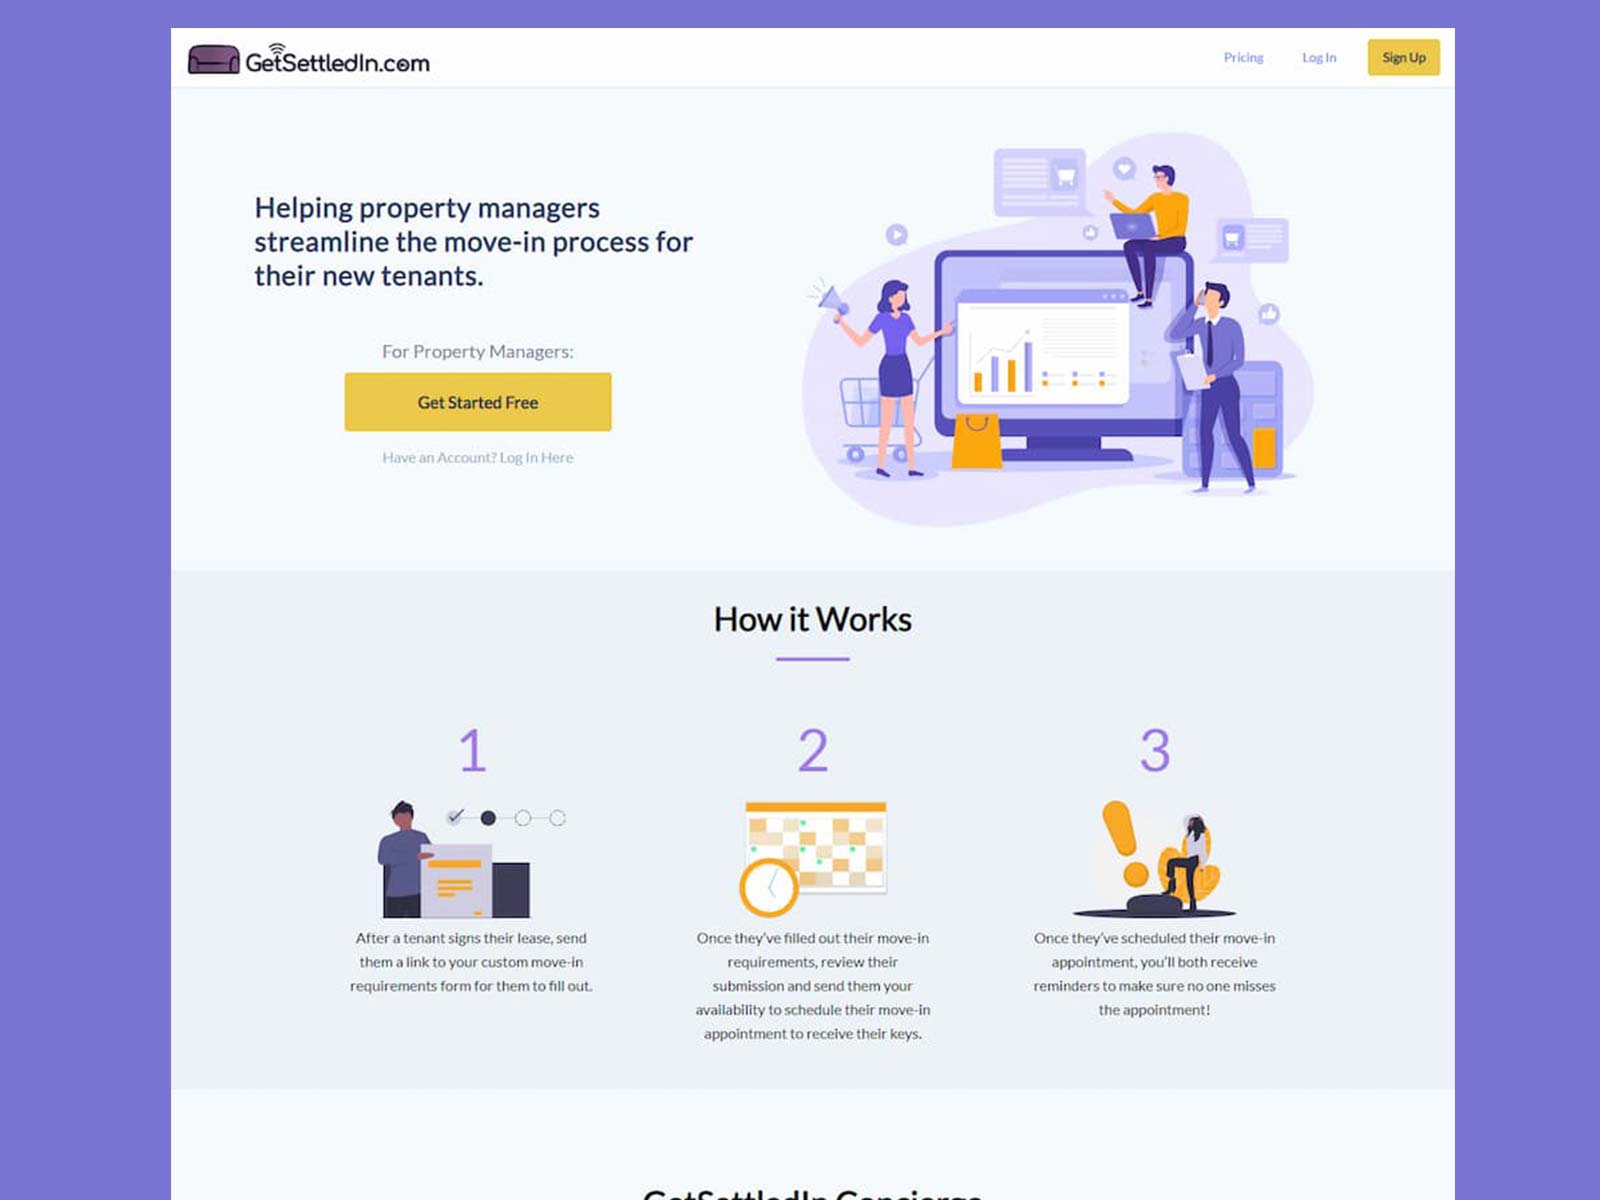 GetSettledIn.com
Pricing
Log In
Sign Up
Helping property managers
streamline the move-in process for
their new tenants.
For Property Managers:
Get Started Free
Have an Account? Log In Here
How it Works
1
2
3
After a tenant signs their lease, send
them a link to your custom move-in
requirements form for them to fill out.
Once they've filled out their move-in
requirements, review their
submission and send them your
availability to schedule their move-in
appointment to receive their keys.
Once they've scheduled their move-in
appointment, you'll both receive
reminders to make sure no one misses
the appointment!
GetSettledIn Concierge